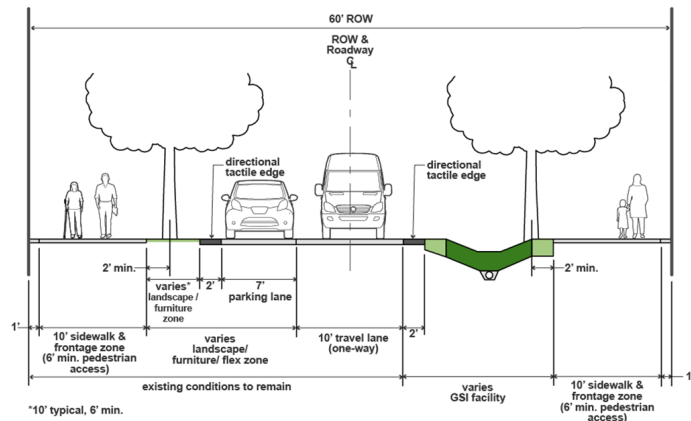 60' ROW
ROW &
Roadway
℄
directional
tactile edge
directional
tactile edge
2' min.
2' min.
varies*
landscape /
furniture
zone
2'
7'
parking lane
1'
10' sidewalk &
frontage zone
(6' min. pedestrian
access)
varies
landscape/
furniture/ flex zone
10' travel lane
(one-way)
2'
1
existing conditions to remain
varies
GSI facility
10' sidewalk &
frontage zone
(6' min. pedestrian
access)
*10' typical, 6' min.